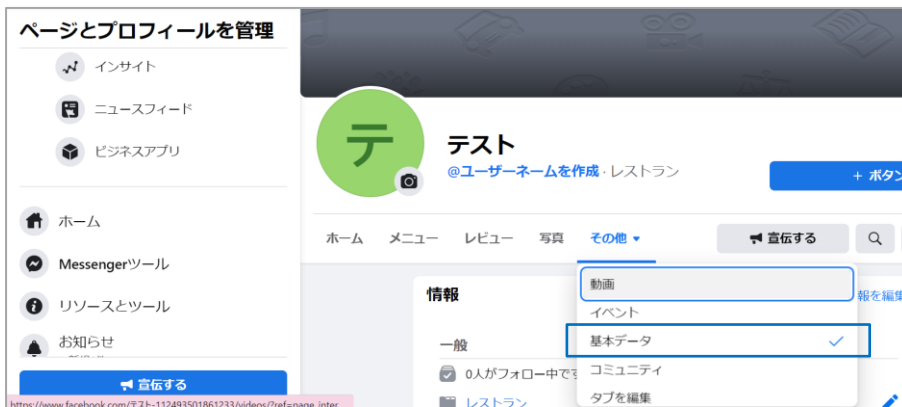 ページとプロフィールを管理
インサイト
ニュースフィード
ビジネスアプリ
ホーム
Messengerツール
リソースとツール
お知らせ
宣伝する
https://www.facebook.com/テスト-112493501861233/videos/?ref=page_inter
テ
テスト
@ユーザーネームを作成 · レストラン
+ ボタン
ホーム メニュー レビュー 写真 その他
宣伝する
動画
イベント
基本データ
コミュニティ
タブを編集
情報
報を編集
一般
0人がフォロー中です
レストラン